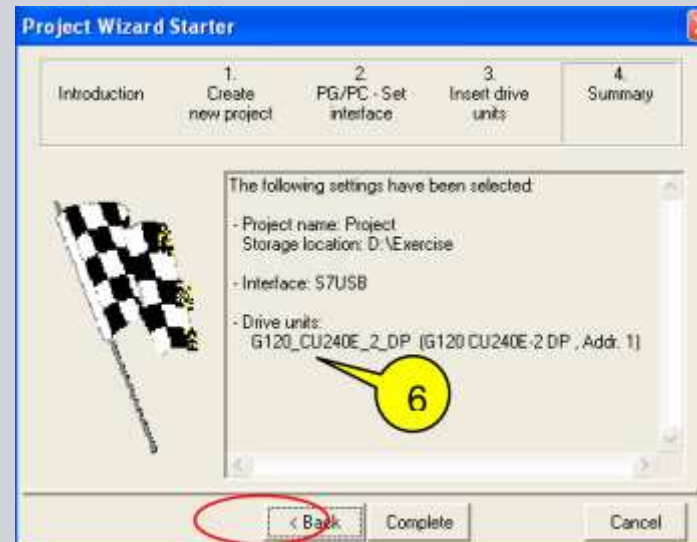 Project Wizard Starter
Introduction
1.
Create
new project
2.
PG/PC - Set
interface
3.
Insert drive
units
4.
Summary
The following settings have been selected:
- Project name: Project
Storage location: D:\Exercise
- Interface: S7USB
- Drive units:
G120_CU240E_2_DP (G120 CU240E-2 DP , Addr. 1)
6
< Back
Complete
Cancel